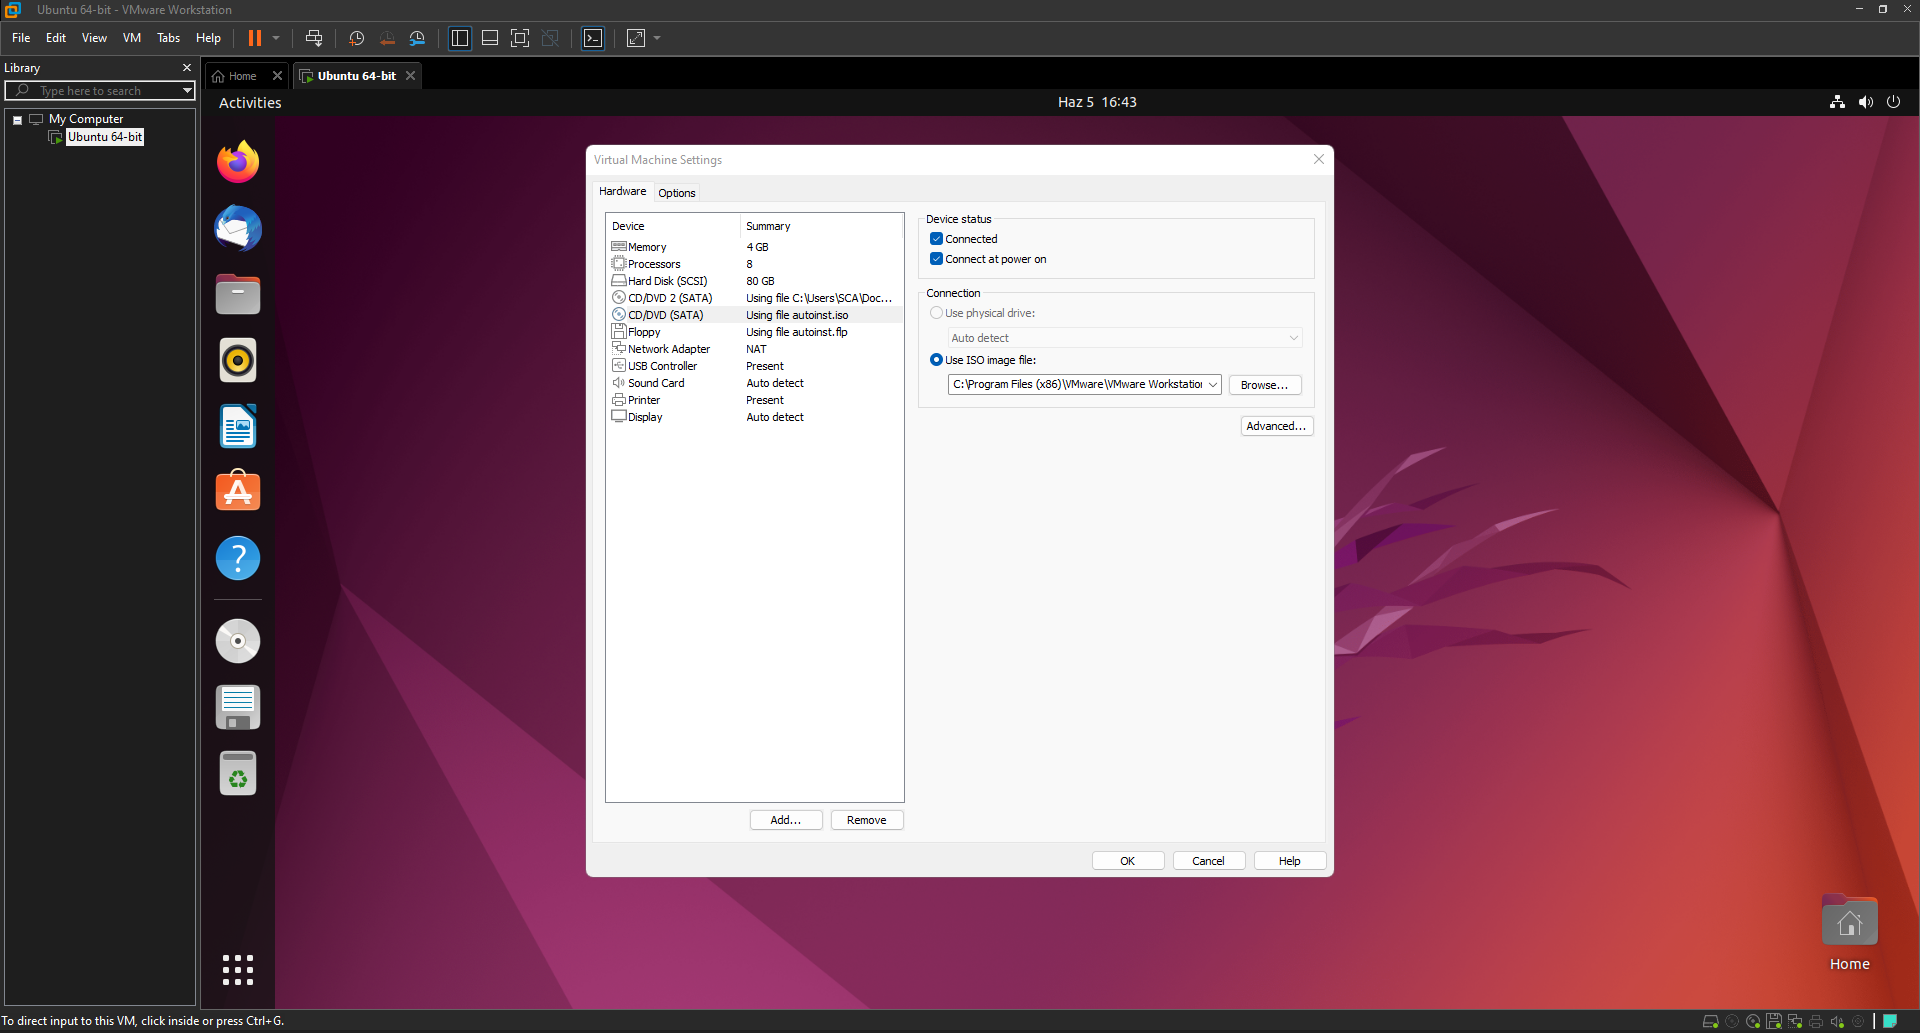 Ubuntu 64-bit - VMware Workstation
File Edit View VM Tabs Help
Library
Type here to search
My Computer
Ubuntu 64-bit
Home
Ubuntu 64-bit
Activities
Haz 5 16:43
Virtual Machine Settings
Hardware Options
Device Summary
Memory 4 GB
Processors 8
Hard Disk (SCSI) 80 GB
CD/DVD 2 (SATA) Using file C:\Users\SCA\Doc...
CD/DVD (SATA) Using file autoinst.iso
Floppy Using file autoinst.flp
Network Adapter NAT
USB Controller Present
Sound Card Auto detect
Printer Present
Display Auto detect
Add... Remove
Device status
Connected
Connect at power on
Connection
Use physical drive:
Auto detect
Use ISO image file:
C:\Program Files (x86)\VMware\VMware Workstation
Browse...
Advanced...
OK Cancel Help
Home
To direct input to this VM, click inside or press Ctrl+G.